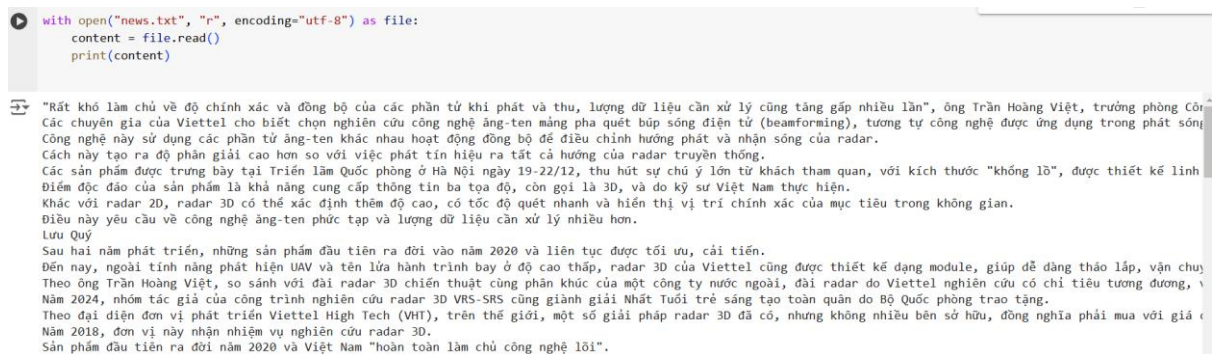 with open("news.txt", "r", encoding="utf-8") as file:
content = file.read()
print(content)
"Rất khó làm chủ về độ chính xác và đồng bộ của các phần tử khi phát và thu, lượng dữ liệu cần xử lý cũng tăng gấp nhiều lần", ông Trần Hoàng Việt, trưởng phòng
Các chuyên gia của Viettel cho biết chọn nghiên cứu công nghệ ăng-ten mảng pha quét búp sóng điện tử (beamforming), tương tự công nghệ được ứng dụng trong phát sóng
Công nghệ này sử dụng các phần tử ăng-ten khác nhau hoạt động đồng bộ để điều chỉnh hướng phát và nhận sóng của radar.
Cách này tạo ra độ phân giải cao hơn so với việc phát tín hiệu ra tất cả hướng của radar truyền thống.
Các sản phẩm được trưng bày tại Triển lãm Quốc phòng ở Hà Nội ngày 19-22/12, thu hút sự chú ý lớn từ khách tham quan, với kích thước "khổng lồ", được thiết kế linh
Điểm độc đáo của sản phẩm là khả năng cung cấp thông tin ba tọa độ, còn gọi là 3D, và do kỹ sư Việt Nam thực hiện.
Khác với radar 2D, radar 3D có thể xác định thêm độ cao, có tốc độ quét nhanh và hiển thị vị trí chính xác của mục tiêu trong không gian.
Điều này yêu cầu về công nghệ ăng-ten phức tạp và lượng dữ liệu cần xử lý nhiều hơn.
Lưu Quý
Sau hai năm phát triển, những sản phẩm đầu tiên ra đời vào năm 2020 và liên tục được tối ưu, cải tiến.
Đến nay, ngoài tính năng phát hiện UAV và tên lửa hành trình bay ở độ cao thấp, radar 3D của Viettel cũng được thiết kế dạng module, giúp dễ dàng tháo lắp, vận
Theo ông Trần Hoàng Việt, so sánh với đài radar 3D chiến thuật cùng phân khúc của một công ty nước ngoài, đài radar do Viettel nghiên cứu có chỉ tiêu tương đương,
Năm 2024, nhóm tác giả của công trình nghiên cứu radar 3D VRS-SRS cũng giành giải Nhất Tuổi trẻ sáng tạo toàn quân do Bộ Quốc phòng trao tặng.
Theo đại diện đơn vị phát triển Viettel High Tech (VHT), trên thế giới, một số giải pháp radar 3D đã có, nhưng không nhiều bên sở hữu, đồng nghĩa phải mua với giá
Năm 2018, đơn vị này nhận nhiệm vụ nghiên cứu radar 3D.
Sản phẩm đầu tiên ra đời năm 2020 và Việt Nam "hoàn toàn làm chủ công nghệ lõi".